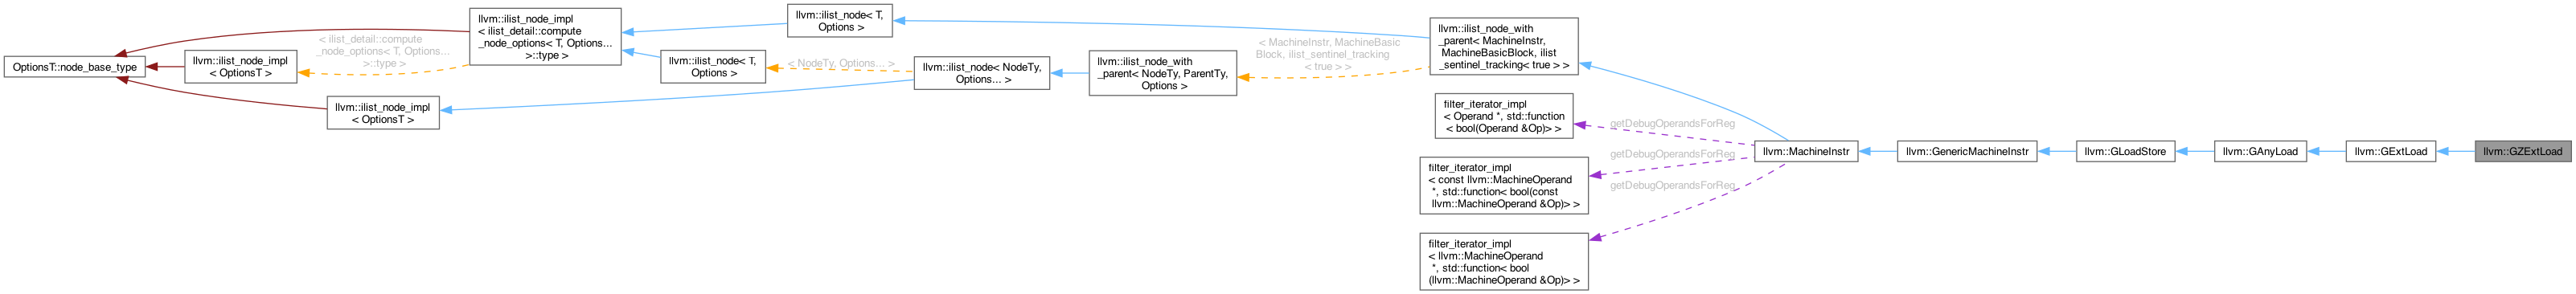 OptionsT::node_base_type
llvm::ilist_node_impl
< OptionsT >
< ilist_detail::compute
_node_options< T, Options...
>::type >
llvm::ilist_node_impl
< OptionsT >
llvm::ilist_node_impl
< ilist_detail::compute
_node_options< T, Options...
>::type >
llvm::ilist_node< T,
Options >
llvm::ilist_node< T,
Options >
< NodeTy, Options... >
llvm::ilist_node< NodeTy,
Options... >
llvm::ilist_node_with
_parent< NodeTy, ParentTy,
Options >
< MachineInstr, MachineBasic
Block, ilist_sentinel_tracking
< true > >
llvm::ilist_node_with
_parent< MachineInstr,
MachineBasicBlock, ilist
_sentinel_tracking< true > >
filter_iterator_impl
< Operand *, std::function
< bool(Operand &Op)> >
filter_iterator_impl
< const llvm::MachineOperand
*, std::function< bool(const
llvm::MachineOperand &Op)> >
filter_iterator_impl
< llvm::MachineOperand
*, std::function< bool
(llvm::MachineOperand &Op)> >
getDebugOperandsForReg
getDebugOperandsForReg
getDebugOperandsForReg
llvm::MachineInstr
llvm::GenericMachineInstr
llvm::GLoadStore
llvm::GAnyLoad
llvm::GExtLoad
llvm::GZExtLoad